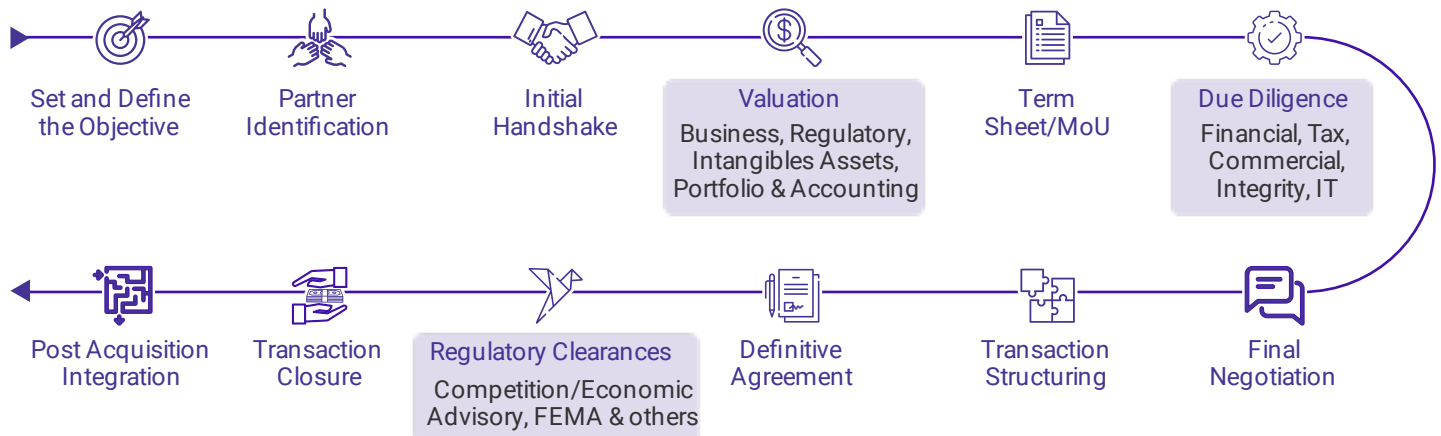 Set and Define
the Objective
Partner
Identification
Initial
Handshake
Valuation
Business, Regulatory,
Intangibles Assets,
Portfolio & Accounting
Term
Sheet/MoU
Due Diligence
Financial, Tax,
Commercial,
Integrity, IT
Final
Negotiation
Transaction
Structuring
Definitive
Agreement
Regulatory Clearances
Competition/Economic
Advisory, FEMA & others
Transaction
Closure
Post Acquisition
Integration